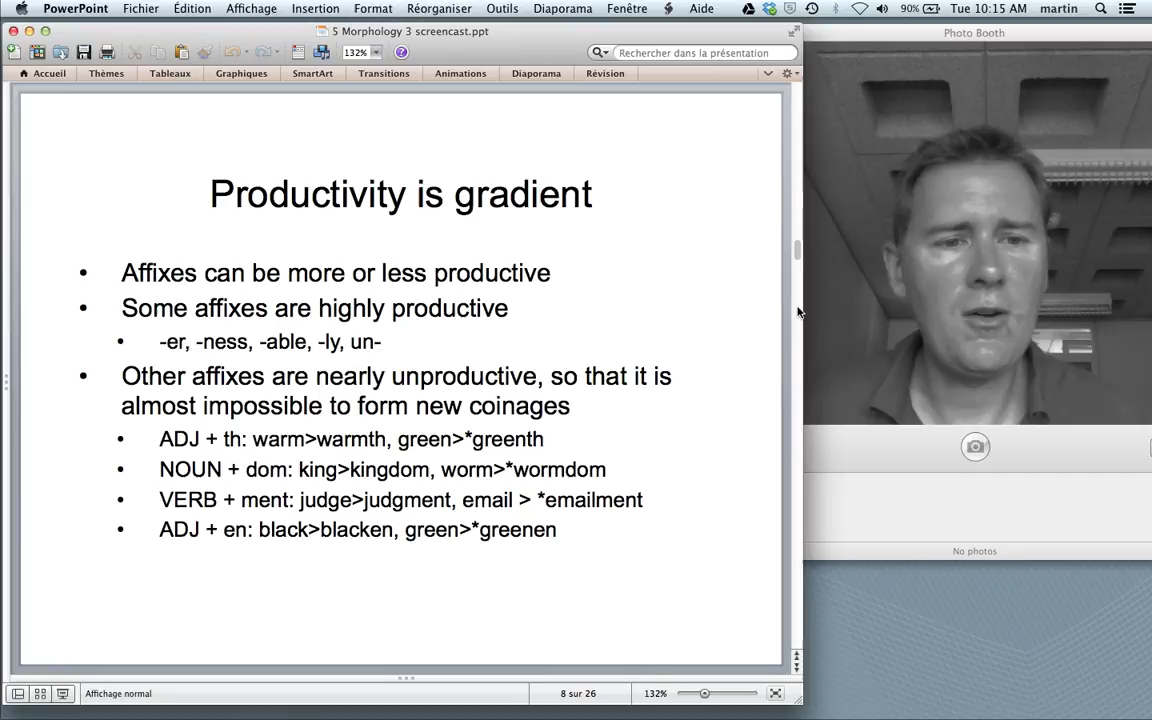 PowerPoint Fichier Édition Affichage Insertion Format Réorganiser Outils Diaporama Fenêtre Aide 90% Tue 10:15 AM martin
5 Morphology 3 screencast.ppt
Photo Booth
132% Rechercher dans la présentation
Accueil Thèmes Tableaux Graphiques SmartArt Transitions Animations Diaporama Révision
Productivity is gradient
• Affixes can be more or less productive
• Some affixes are highly productive
• -er, -ness, -able, -ly, un-
• Other affixes are nearly unproductive, so that it is
almost impossible to form new coinages
• ADJ + th: warm>warmth, green>*greenth
• NOUN + dom: king>kingdom, worm>*wormdom
• VERB + ment: judge>judgment, email > *emailment
• ADJ + en: black>blacken, green>*greenen
No photos
Affichage normal 8 sur 26 132%